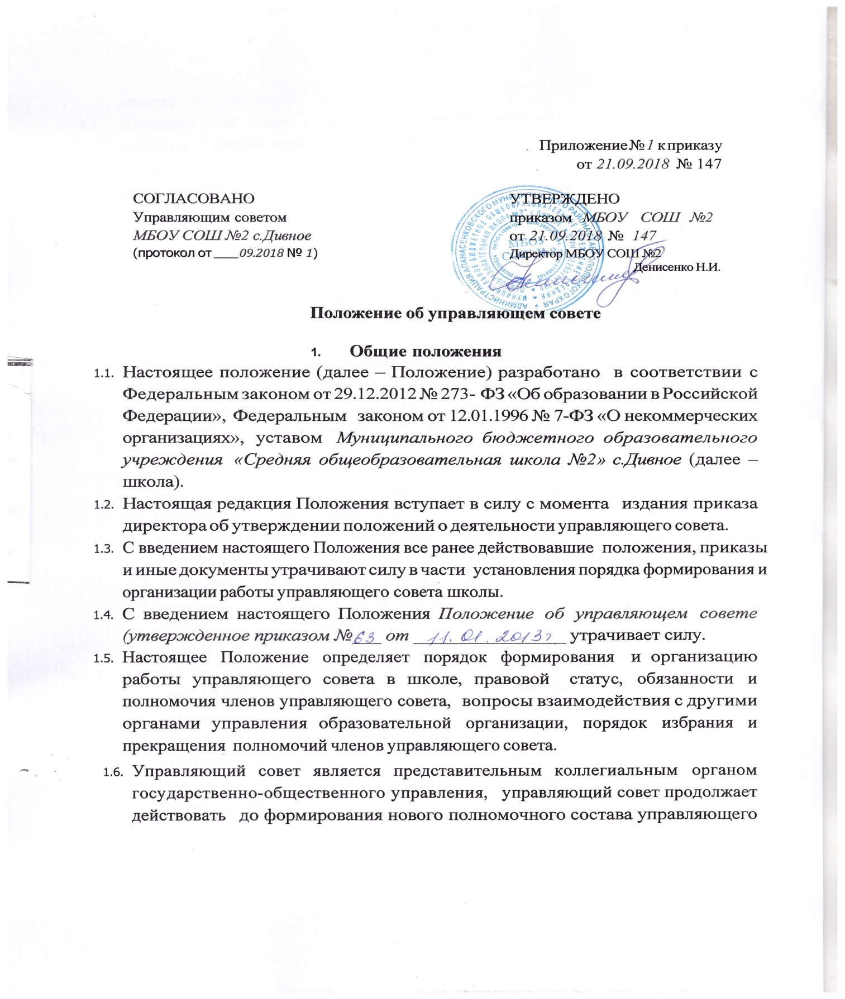 Приложение № 1 к приказу
от 21.09.2018 № 147
СОГЛАСОВАНО
Управляющим советом
МБОУ СОШ №2 с.Дивное
(протокол от ____09.2018 № 1)
УТВЕРЖДЕНО
приказом МБОУ СОШ №2
от 21.09.2018 № 147
Директор МБОУ СОШ №2
Денисенко Н.И.
МБОУ
Положение об управляющем совете
1. Общие положения
1.1. Настоящее положение (далее – Положение) разработано в соответствии с
Федеральным законом от 29.12.2012 № 273- ФЗ «Об образовании в Российской
Федерации», Федеральным законом от 12.01.1996 № 7-ФЗ «О некоммерческих
организациях», уставом Муниципального бюджетного образовательного
учреждения «Средняя общеобразовательная школа №2» с.Дивное (далее –
школа).
1.2. Настоящая редакция Положения вступает в силу с момента издания приказа
директора об утверждении положений о деятельности управляющего совета.
1.3. С введением настоящего Положения все ранее действовавшие положения, приказы
и иные документы утрачивают силу в части установления порядка формирования и
организации работы управляющего совета школы.
1.4. С введением настоящего Положения Положение об управляющем совете
(утвержденное приказом № 63 от 11.01.2013г утрачивает силу.
1.5. Настоящее Положение определяет порядок формирования и организацию
работы управляющего совета в школе, правовой статус, обязанности и
полномочия членов управляющего совета, вопросы взаимодействия с другими
органами управления образовательной организации, порядок избрания и
прекращения полномочий членов управляющего совета.
1.6. Управляющий совет является представительным коллегиальным органом
государственно-общественного управления, управляющий совет продолжает
действовать до формирования нового полномочного состава управляющего